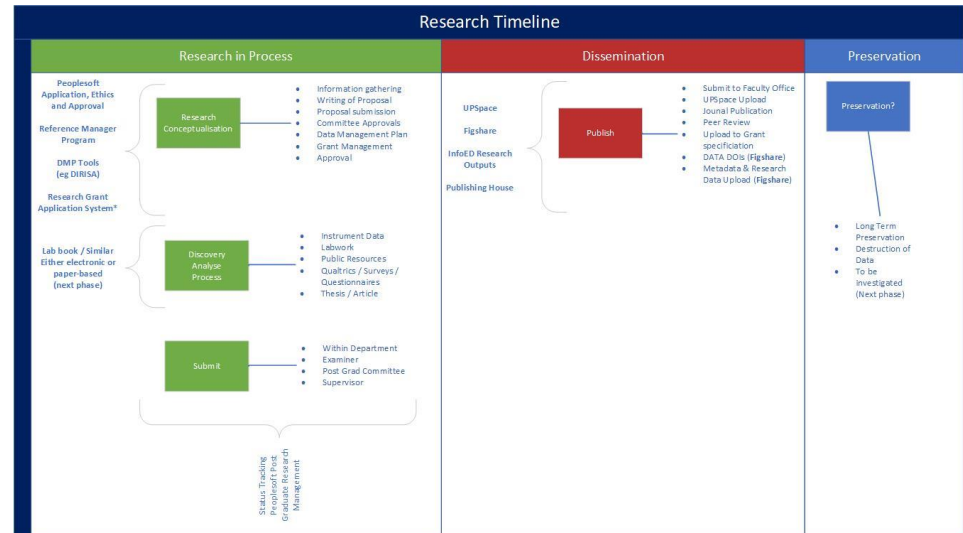 Research Timeline
Research in Process
Dissemination
Preservation
Peoplesoft
Application, Ethics
and Approval
Reference Manager
Program
DMP Tools
(eg DIRISA)
Research Grant
Application System*
Research
Conceptualisation
Information gathering
Writing of Proposal
Proposal submission
Committee Approvals
Data Management Plan
Grant Management
Approval
Lab book / Similar
Either electronic or
paper-based
(next phase)
Discovery
Analyse
Process
Instrument Data
Labwork
Public Resources
Qualtrics / Surveys /
Questionnaires
Thesis / Article
Submit
Within Department
Examiner
Post Grad Committee
Supervisor
Status Tracking
Peoplesoft Post
Graduate Research
Management
UPSpace
Figshare
InfoED Research
Outputs
Publishing House
Publish
Submit to Faculty Office
UPSpace Upload
Jounal Publication
Peer Review
Upload to Grant
specificiation
DATA DOIs (Figshare)
Metadata & Research
Data Upload (Figshare)
Preservation?
Long Term
Preservation
Destruction of
Data
To be
Investigated
(Next phase)